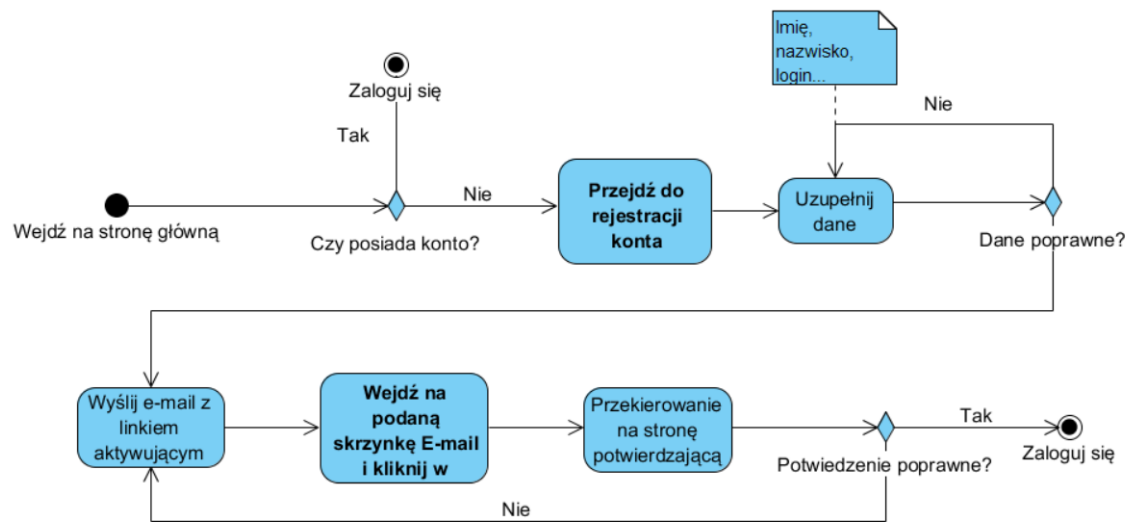 Imię,
nazwisko,
login...
Zaloguj się
Tak
Nie
Nie
Wejdź na stronę główną
Czy posiada konto?
Przejdź do
rejestracji
konta
Uzupełnij
dane
Dane poprawne?
Wyślij e-mail z
linkiem
aktywującym
Wejdź na
podaną
skrzynkę E-mail
i kliknij w
Przekierowanie
na stronę
potwierdzającą
Potwiedzenie poprawne?
Tak
Zaloguj się
Nie